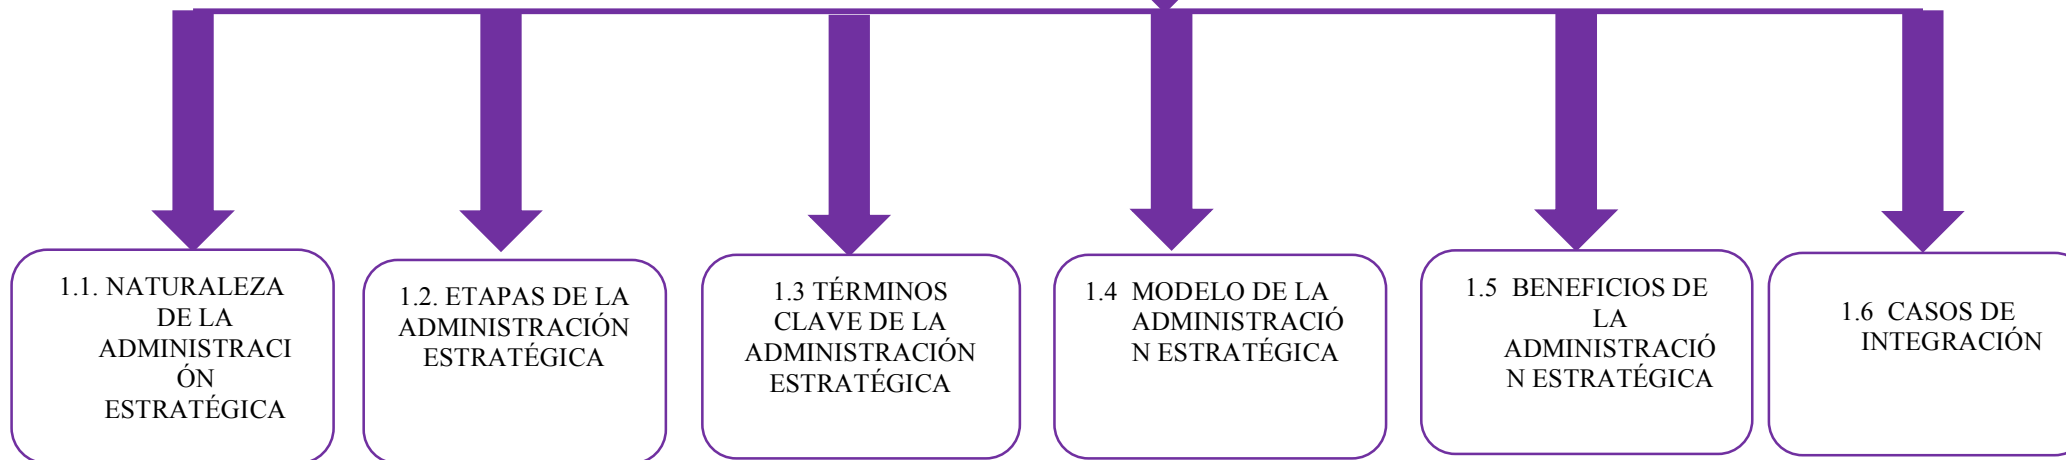 1.1. NATURALEZA
DE LA
ADMINISTRACI
ÓN
ESTRATÉGICA
1.2. ETAPAS DE LA
ADMINISTRACIÓN
ESTRATÉGICA
1.3 TÉRMINOS
CLAVE DE LA
ADMINISTRACIÓN
ESTRATÉGICA
1.4 MODELO DE LA
ADMINISTRACIÓ
N ESTRATÉGICA
1.5 BENEFICIOS DE
LA
ADMINISTRACIÓ
N ESTRATÉGICA
1.6 CASOS DE
INTEGRACIÓN